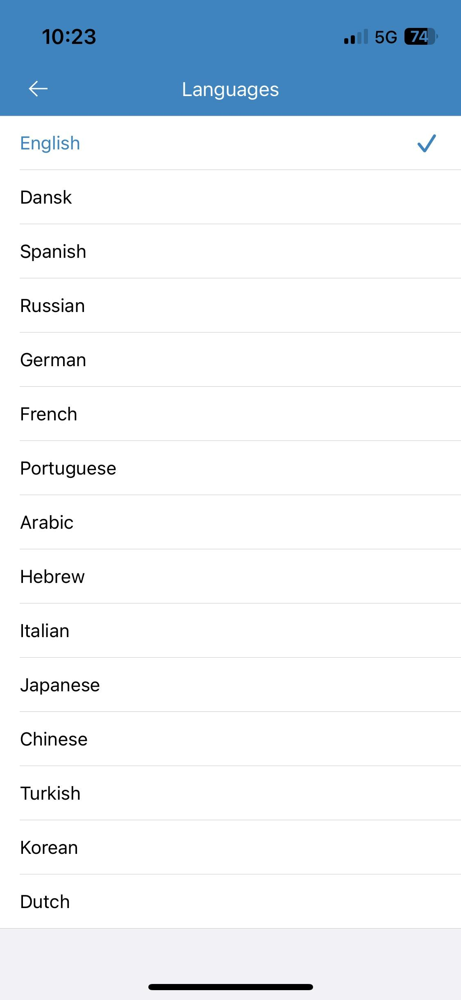 10:23 5G 74
Languages
English
Dansk
Spanish
Russian
German
French
Portuguese
Arabic
Hebrew
Italian
Japanese
Chinese
Turkish
Korean
Dutch